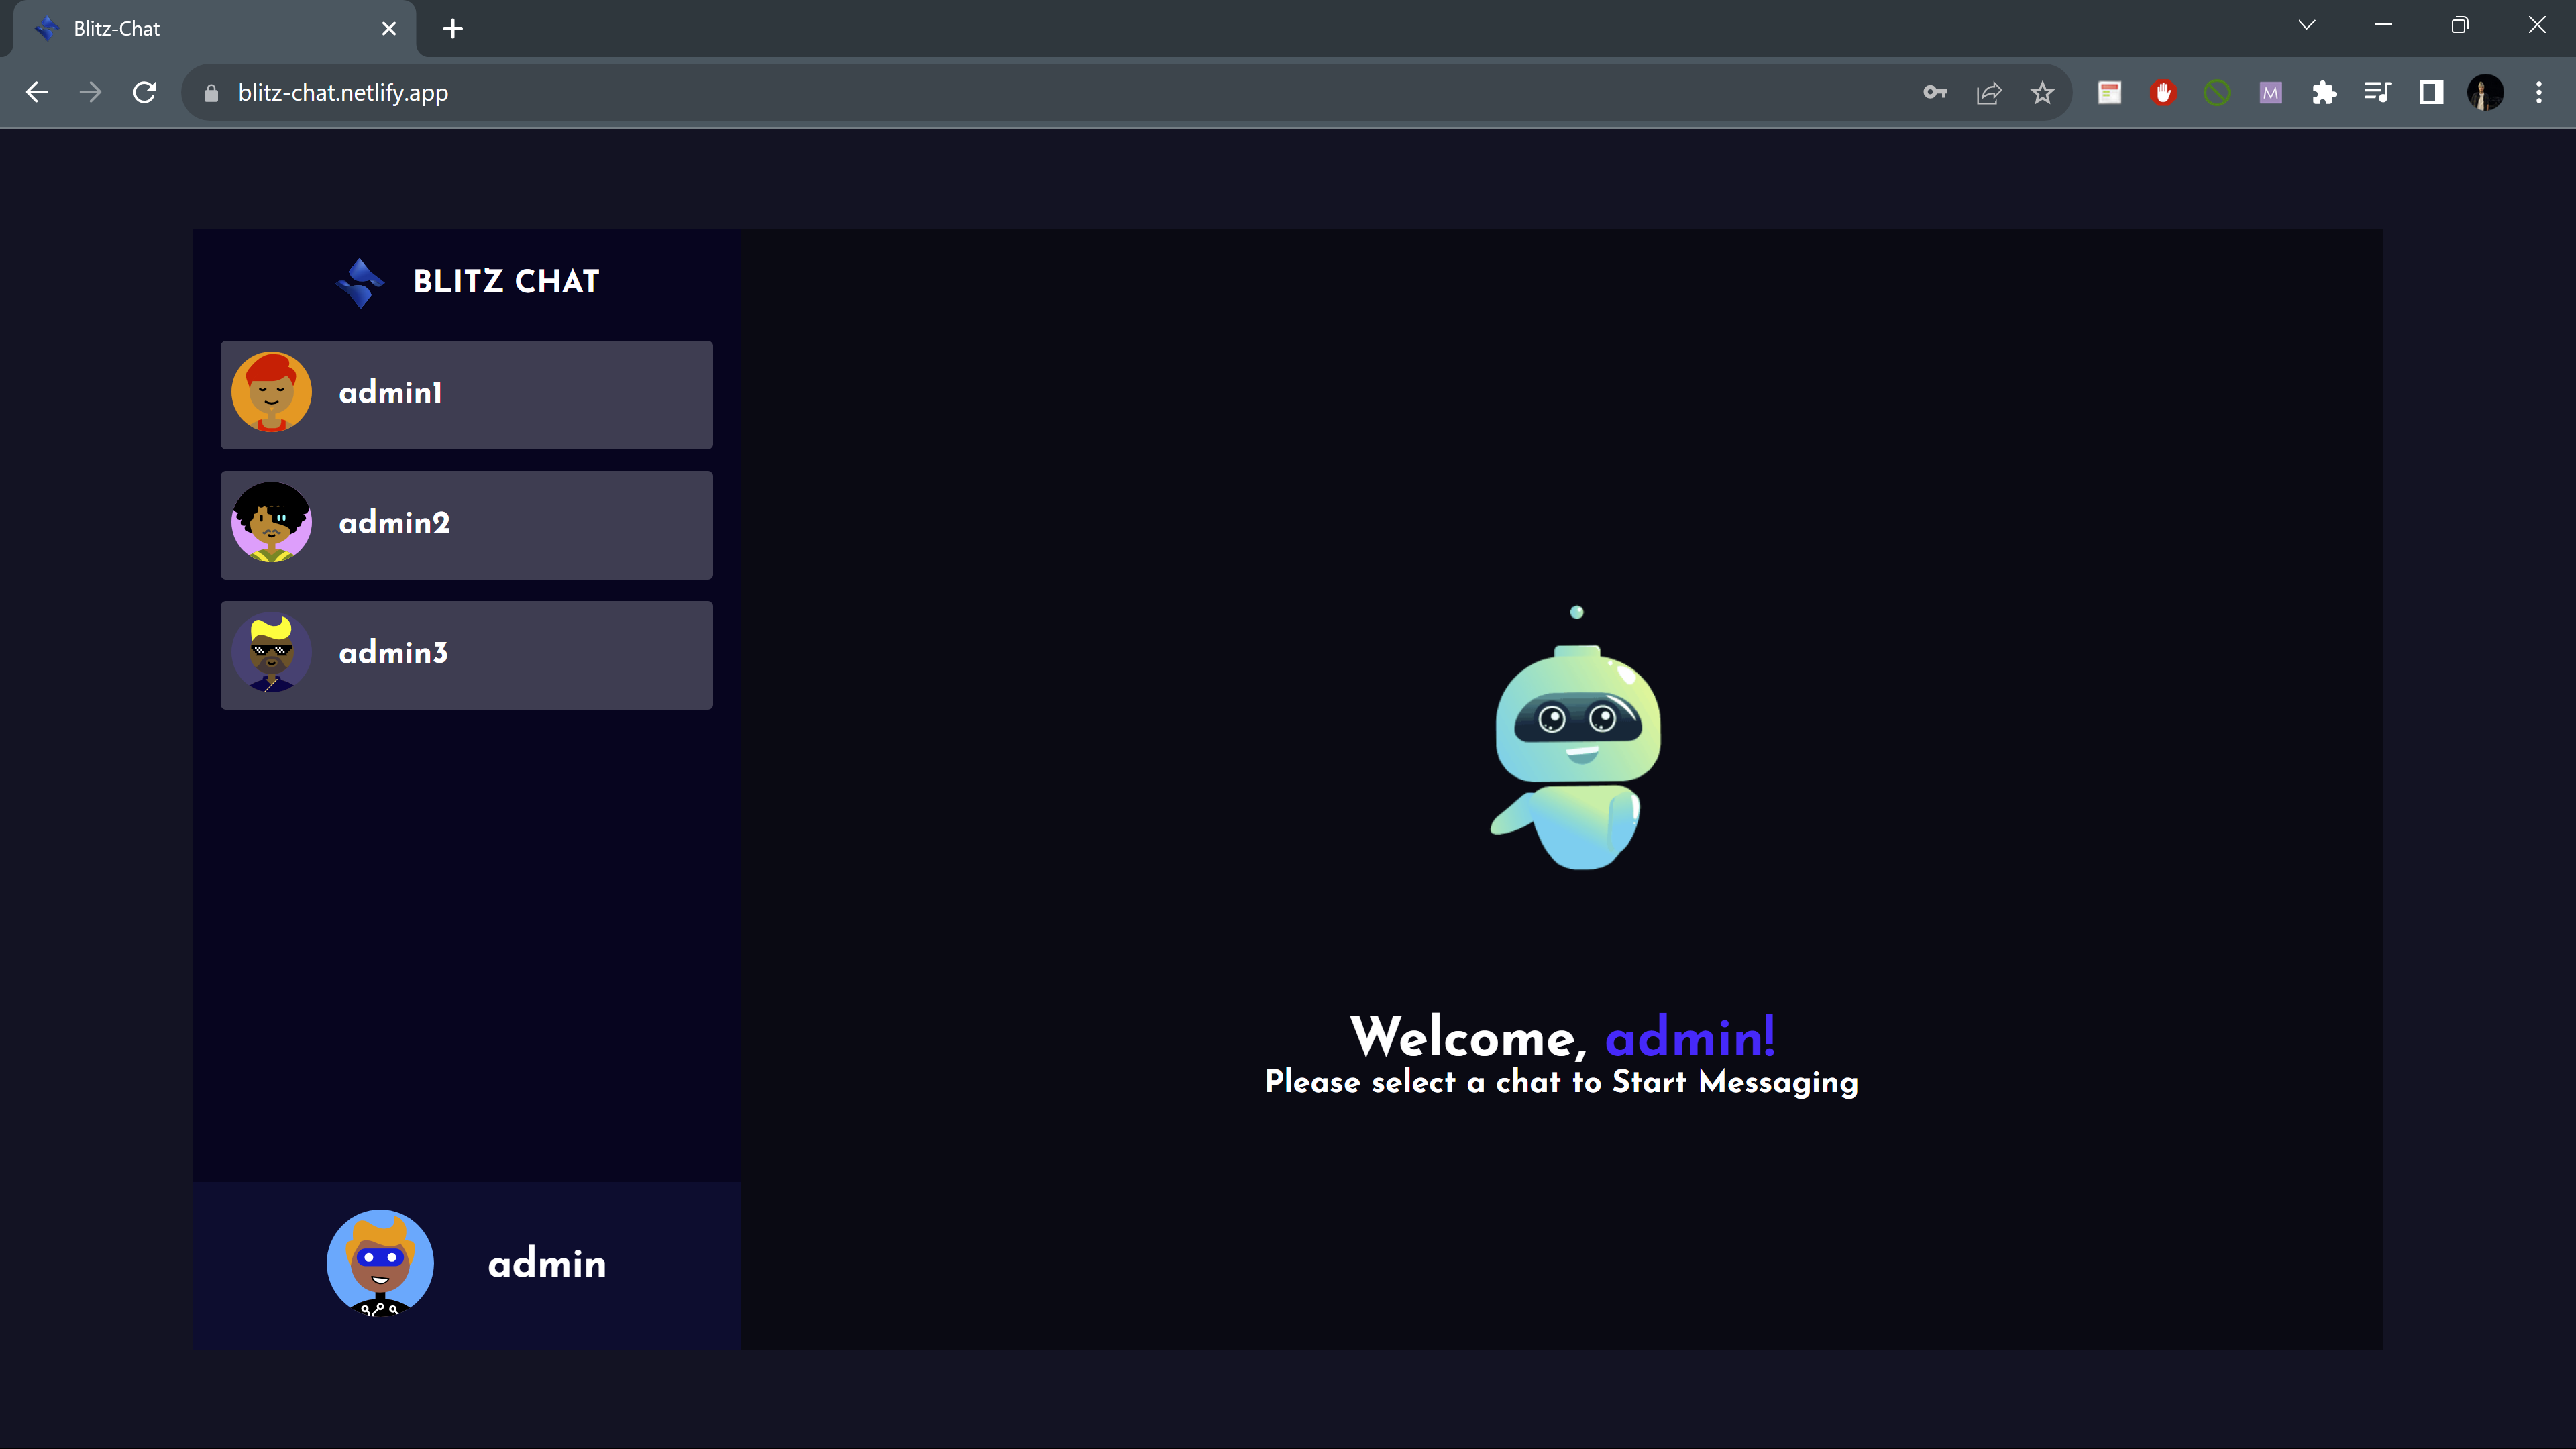 Blitz-Chat
blitz-chat.netlify.app
M
BLITZ CHAT
admin1
admin2
admin3
Welcome, admin!
Please select a chat to Start Messaging
admin